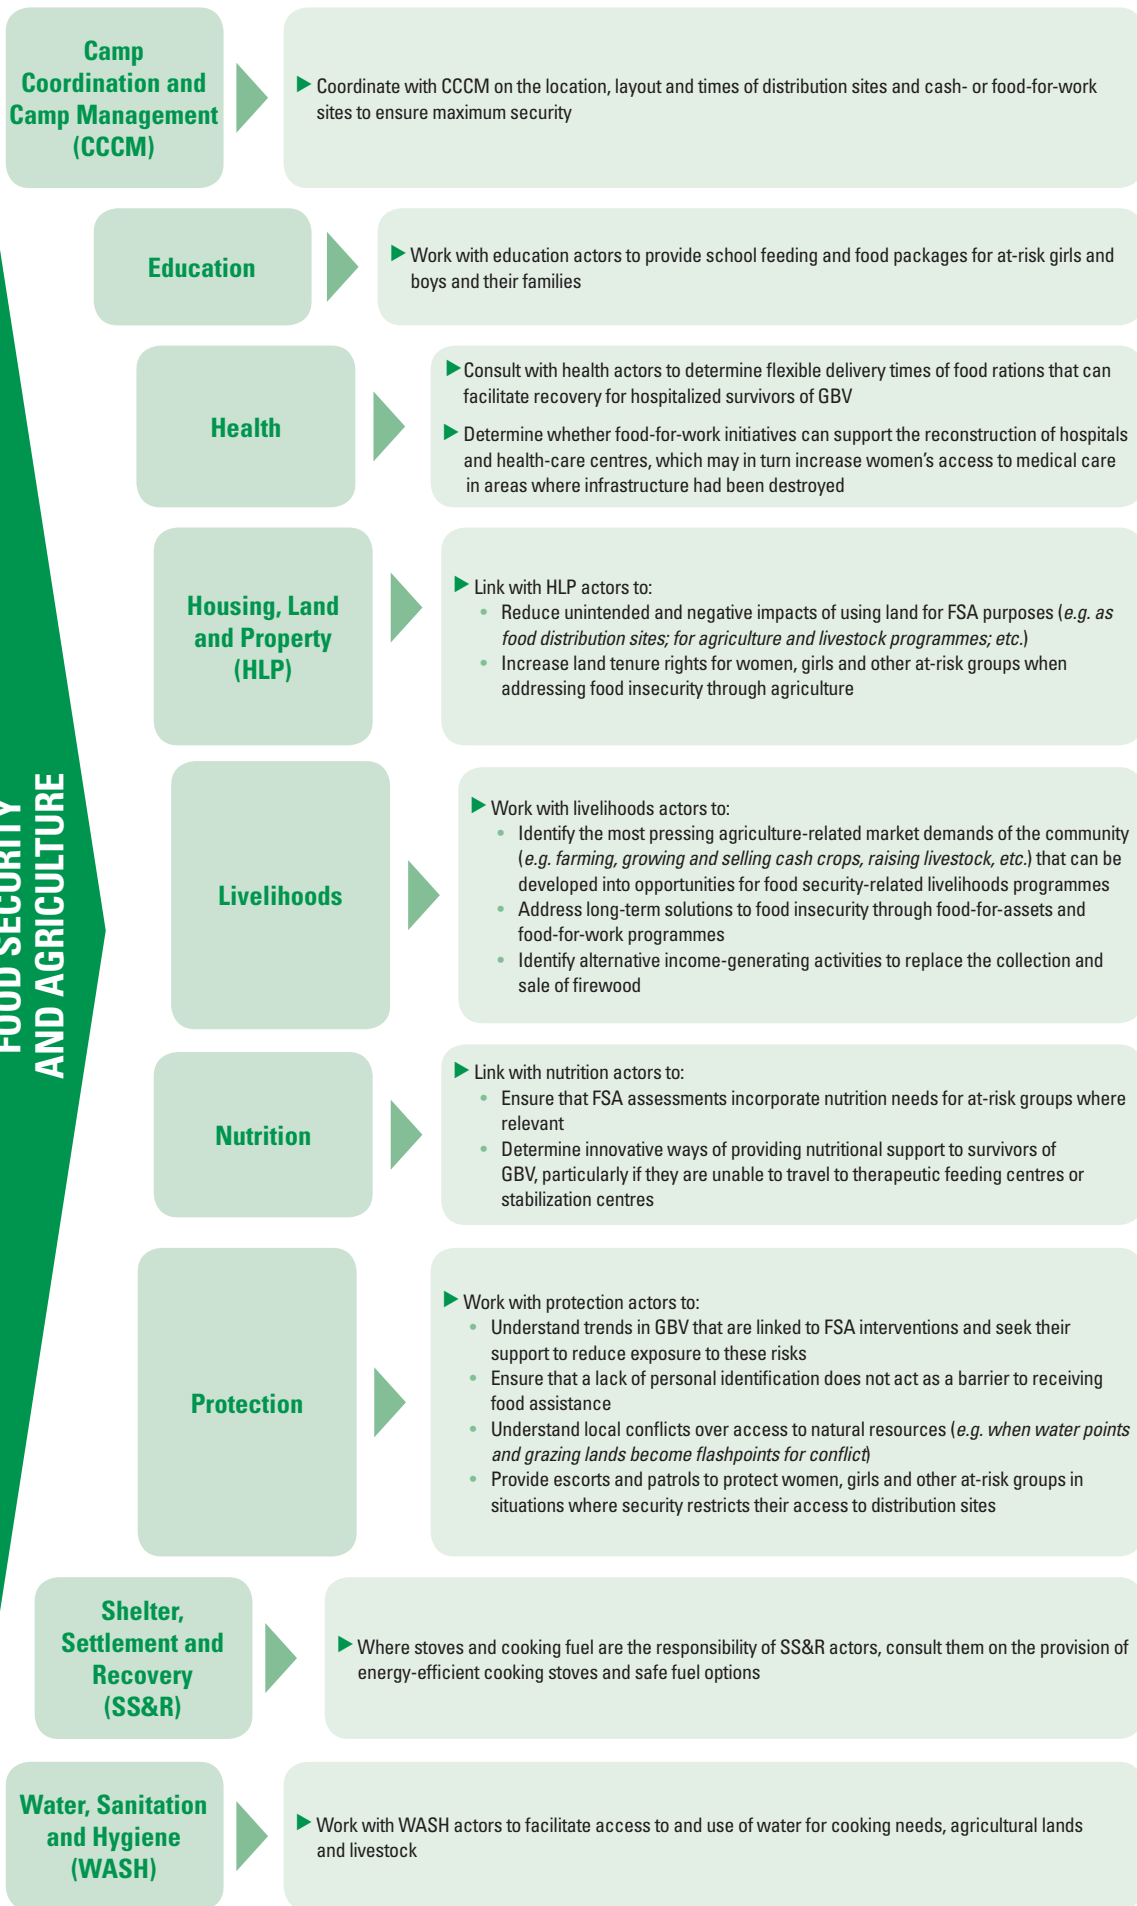 Camp
Coordination and
Camp Management
(CCCM)
▶ Coordinate with CCCM on the location, layout and times of distribution sites and cash- or food-for-work
sites to ensure maximum security
Education
▶ Work with education actors to provide school feeding and food packages for at-risk girls and
boys and their families
Health
▶ Consult with health actors to determine flexible delivery times of food rations that can
facilitate recovery for hospitalized survivors of GBV
▶ Determine whether food-for-work initiatives can support the reconstruction of hospitals
and health-care centres, which may in turn increase women’s access to medical care
in areas where infrastructure had been destroyed
Housing, Land
and Property
(HLP)
▶ Link with HLP actors to:
• Reduce unintended and negative impacts of using land for FSA purposes (e.g. as
food distribution sites; for agriculture and livestock programmes; etc.)
• Increase land tenure rights for women, girls and other at-risk groups when
addressing food insecurity through agriculture
FOOD SECURITY
AND AGRICULTURE
Livelihoods
▶ Work with livelihoods actors to:
• Identify the most pressing agriculture-related market demands of the community
(e.g. farming, growing and selling cash crops, raising livestock, etc.) that can be
developed into opportunities for food security-related livelihoods programmes
• Address long-term solutions to food insecurity through food-for-assets and
food-for-work programmes
• Identify alternative income-generating activities to replace the collection and
sale of firewood
Nutrition
▶ Link with nutrition actors to:
• Ensure that FSA assessments incorporate nutrition needs for at-risk groups where
relevant
• Determine innovative ways of providing nutritional support to survivors of
GBV, particularly if they are unable to travel to therapeutic feeding centres or
stabilization centres
Protection
▶ Work with protection actors to:
• Understand trends in GBV that are linked to FSA interventions and seek their
support to reduce exposure to these risks
• Ensure that a lack of personal identification does not act as a barrier to receiving
food assistance
• Understand local conflicts over access to natural resources (e.g. when water points
and grazing lands become flashpoints for conflict)
• Provide escorts and patrols to protect women, girls and other at-risk groups in
situations where security restricts their access to distribution sites
Shelter,
Settlement and
Recovery
(SS&R)
▶ Where stoves and cooking fuel are the responsibility of SS&R actors, consult them on the provision of
energy-efficient cooking stoves and safe fuel options
Water, Sanitation
and Hygiene
(WASH)
▶ Work with WASH actors to facilitate access to and use of water for cooking needs, agricultural lands
and livestock